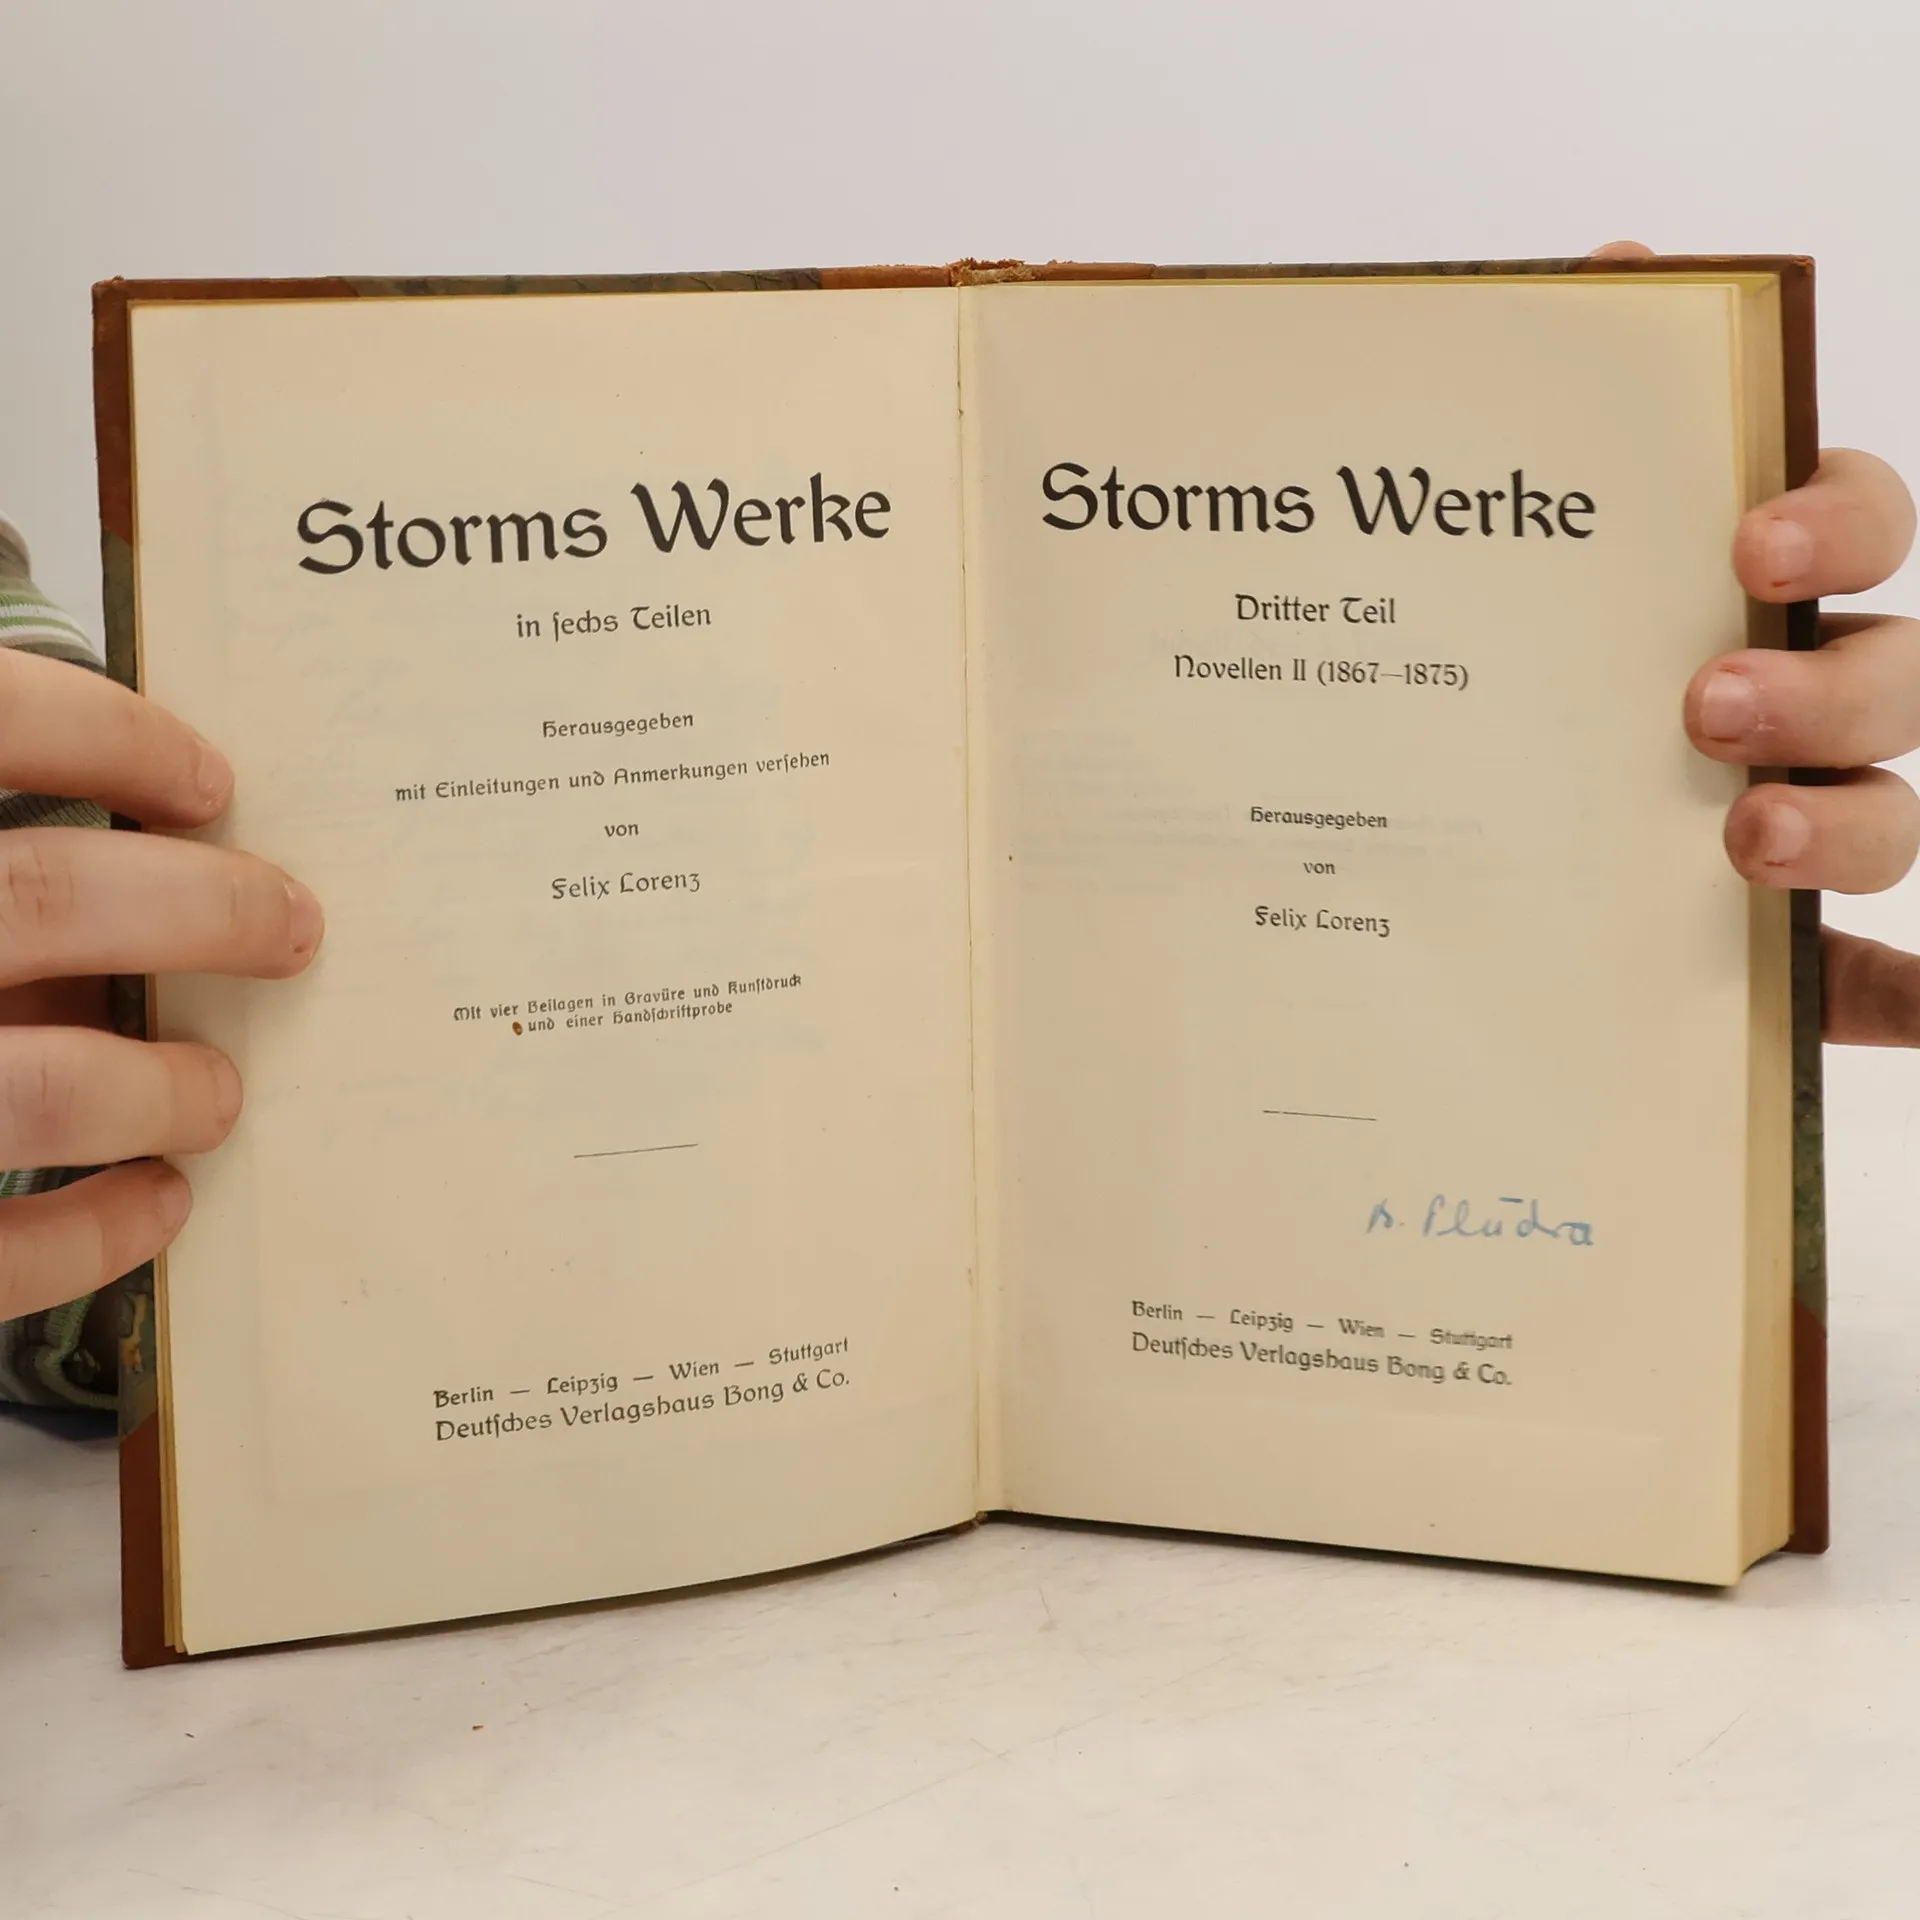 Storms Werke
in sechs Teilen
Herausgegeben
mit Einleitungen und Anmerkungen versehen
von
Felix Lorenz
Mit vier Beilagen in Gravüre und Kunstdruck
und einer Handschriftprobe
Berlin — Leipzig — Wien — Stuttgart
Deutsches Verlagshaus Bong & Co.
Storms Werke
Dritter Teil
Novellen II (1867—1875)
Herausgegeben
von
Felix Lorenz
Berlin — Leipzig — Wien — Stuttgart
Deutsches Verlagshaus Bong & Co.